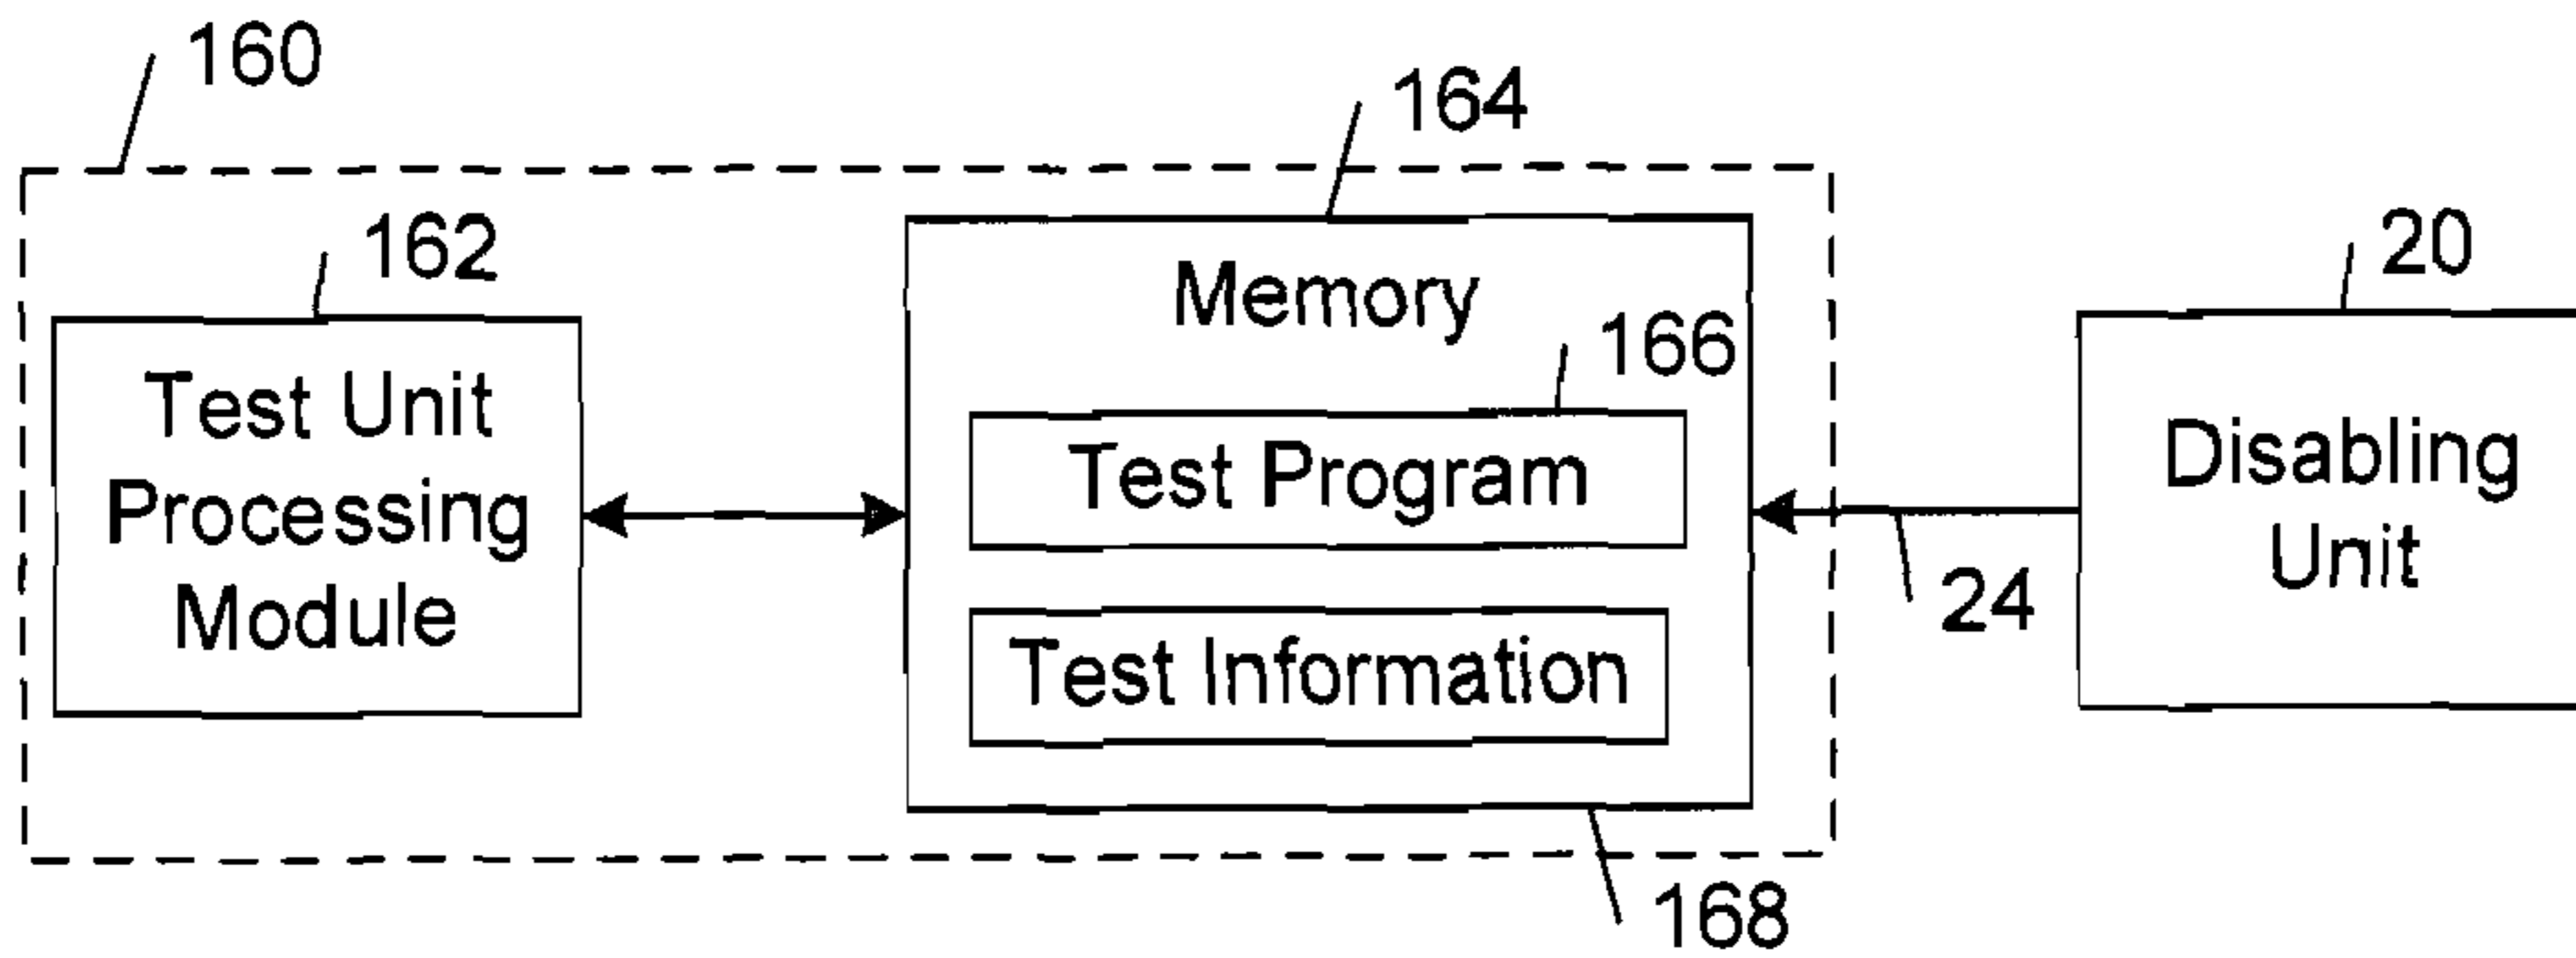 160
164
162
20
Memory
166
Test Unit
Processing
Module
Test Program
Disabling
Unit
24
Test Information
168